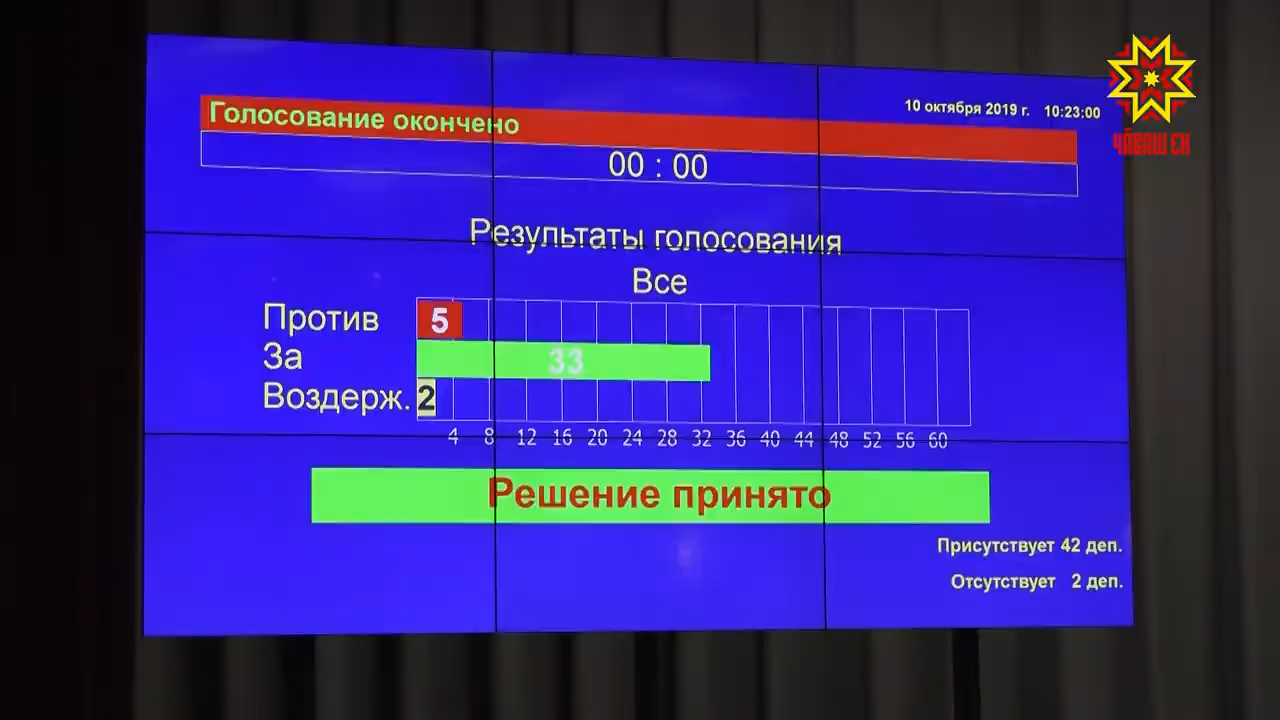 10 октября 2019 г. 10:23:00
ЧӐВАШ ЕН
Голосование окончено
00 : 00
Результаты голосования
Все
Против 5
За 33
Воздерж. 2
4 8 12 16 20 24 28 32 36 40 44 48 52 56 60
Решение принято
Присутствует 42 деп.
Отсутствует 2 деп.